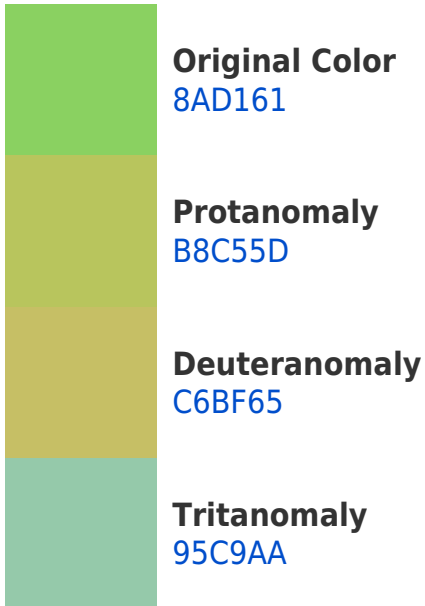 Original Color
8AD161
Protanomaly
B8C55D
Deuteranomaly
C6BF65
Tritanomaly
95C9AA